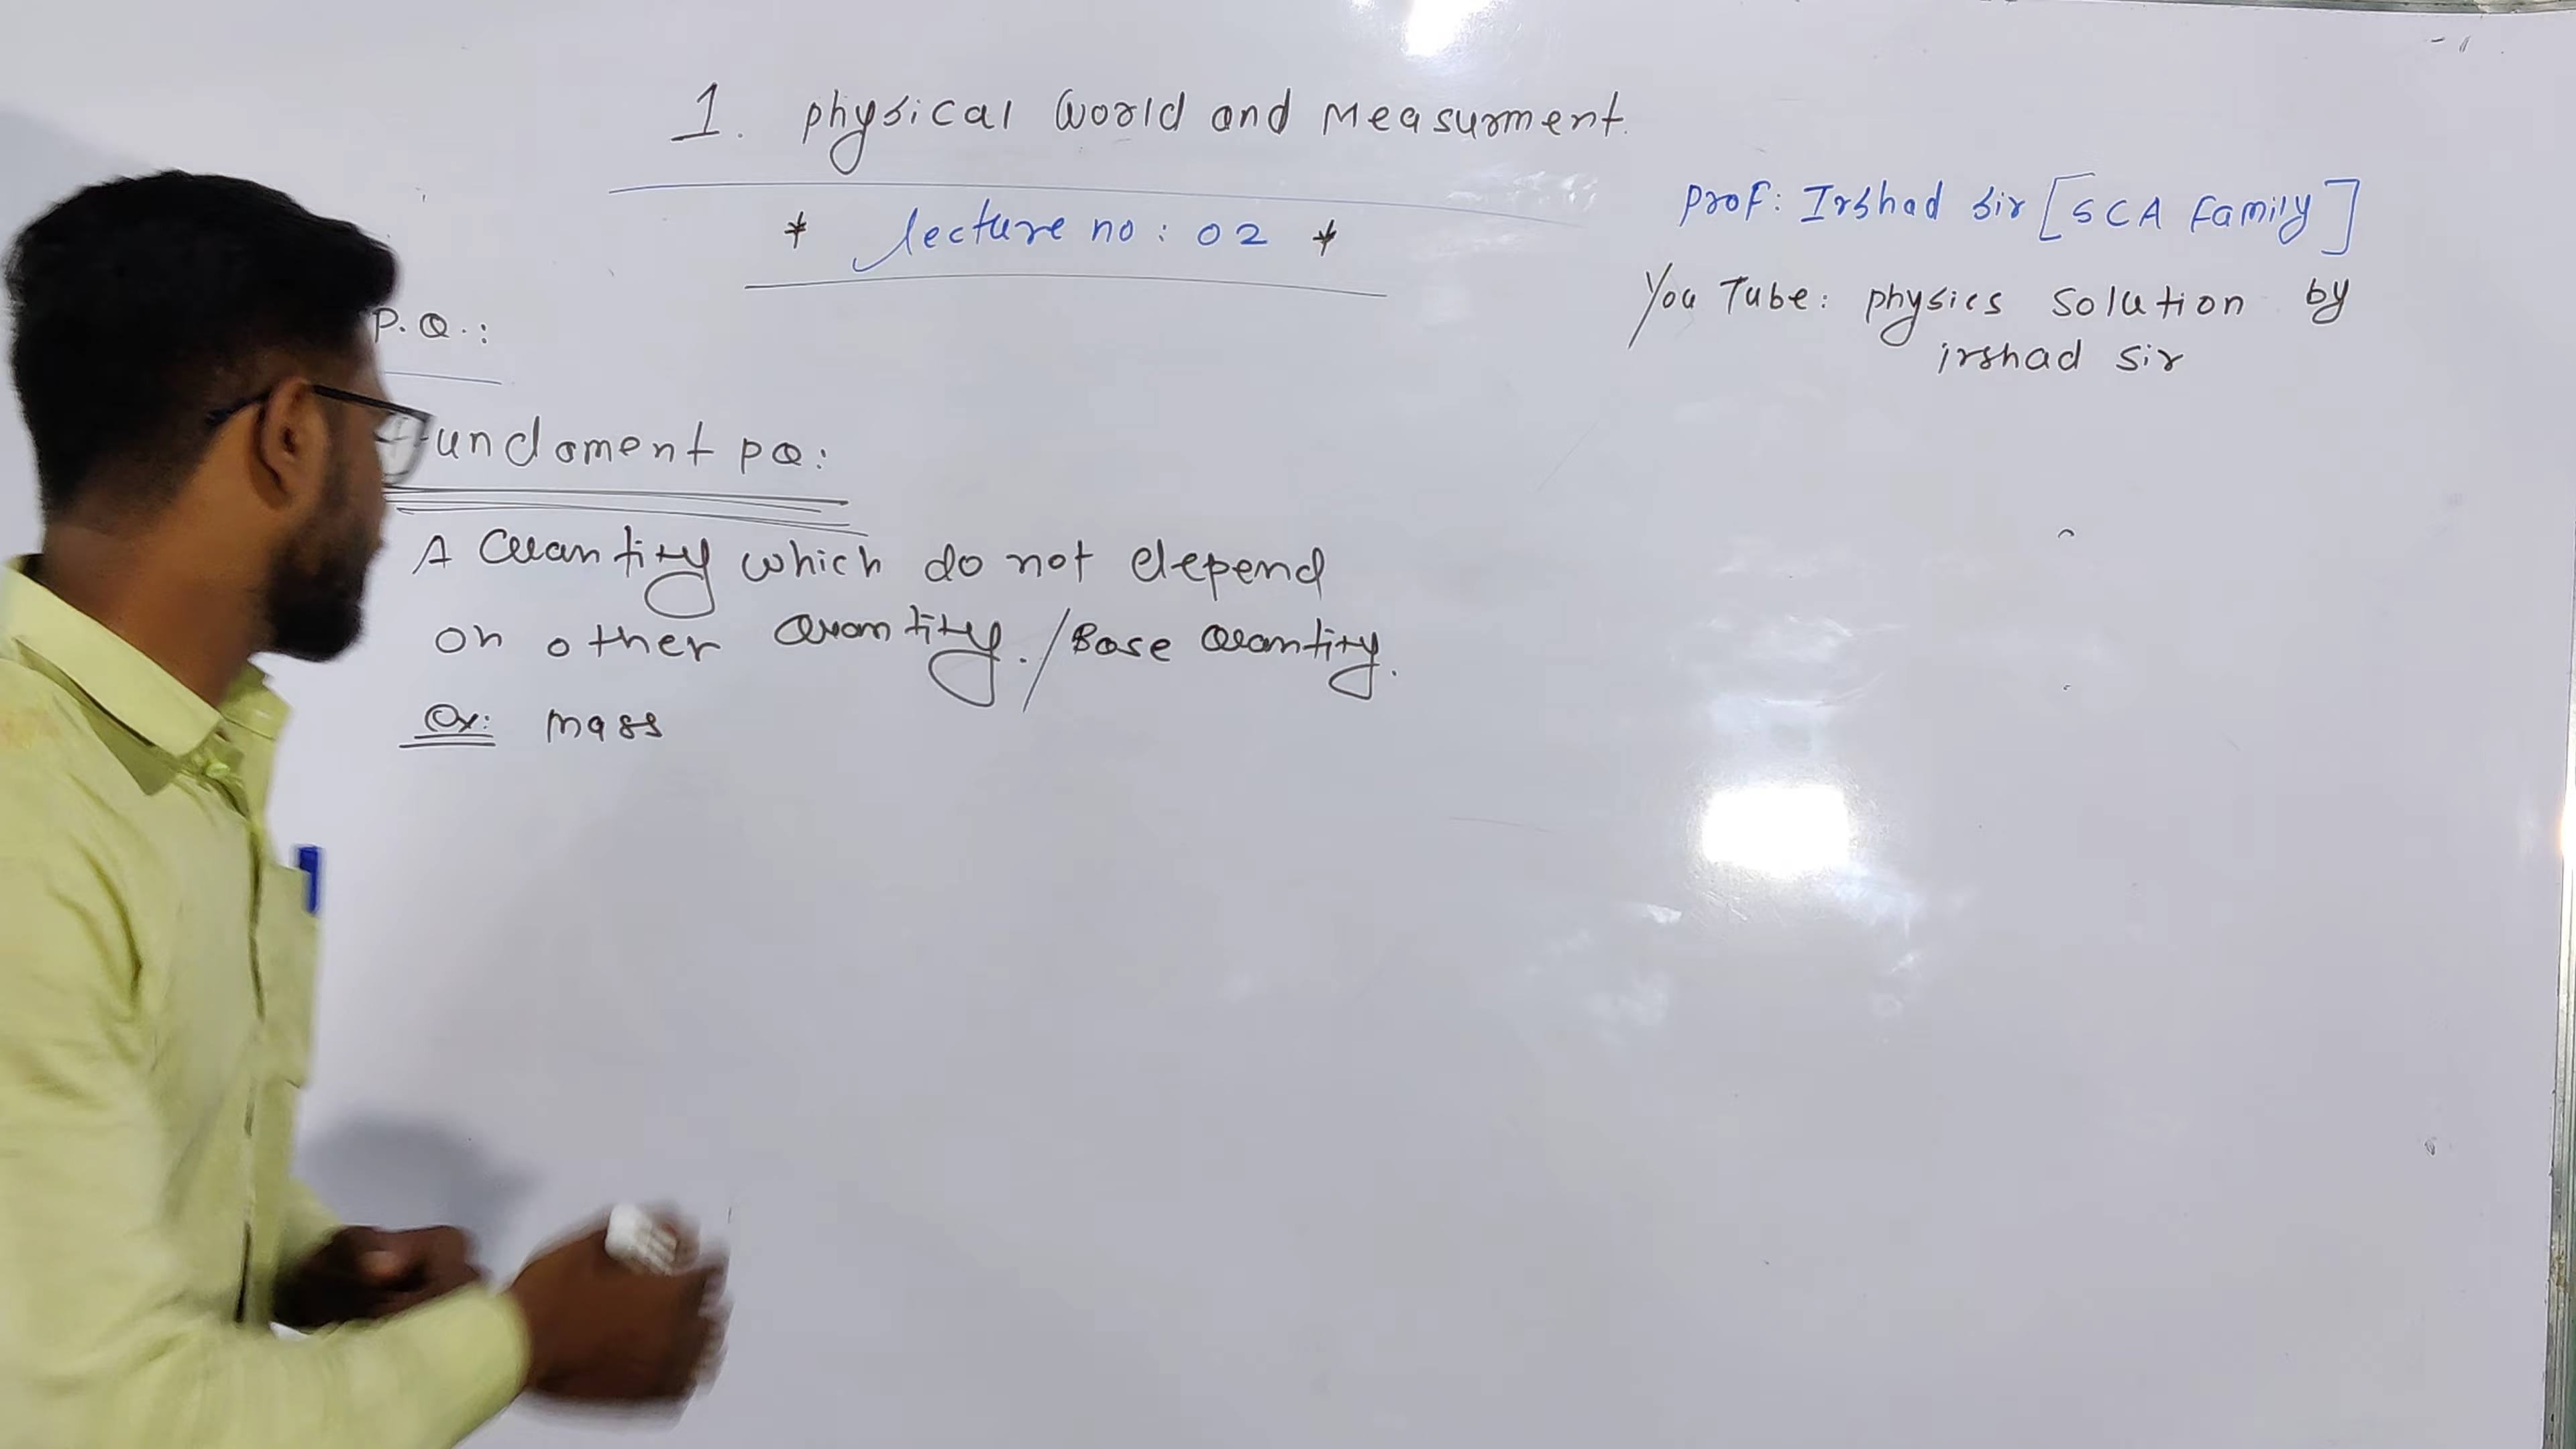 1. physical world and Measurment.
* lecture no : 02 *
Prof: Irshad sir [SCA Family]
You Tube: physics solution by
irshad sir
P.Q.:
Fundament pQ:
A Quantity which do not depend
on other Quantity. / Base Quantity.
Ex: mass